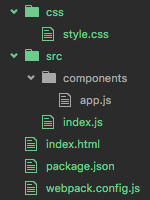 css
style.css
src
components
app.js
index.js
index.html
package.json
webpack.config.js